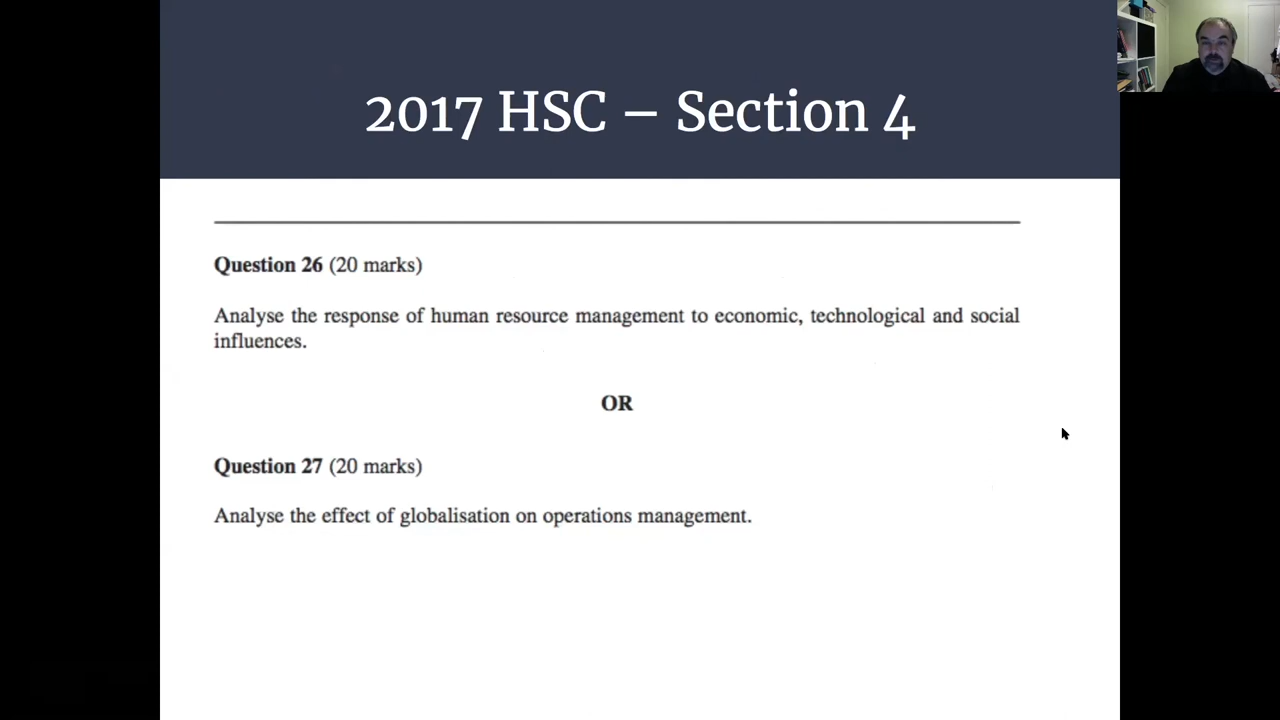 2017 HSC – Section 4
Question 26 (20 marks)
Analyse the response of human resource management to economic, technological and social
influences.
OR
Question 27 (20 marks)
Analyse the effect of globalisation on operations management.